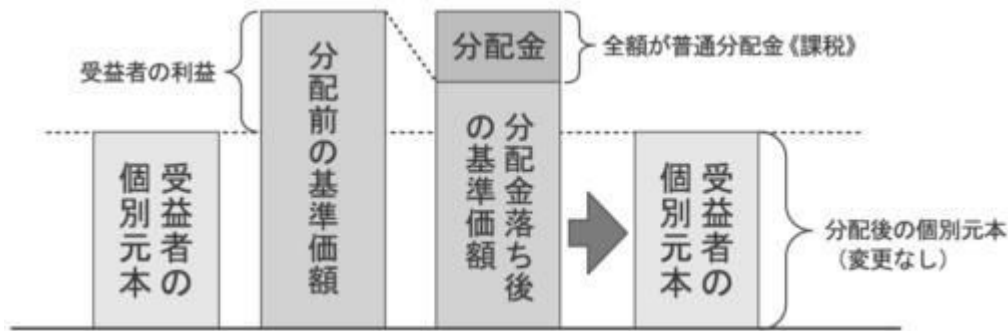 受益者の利益
受益者の
個別元本
分配前の基準価額
分配金
全額が普通分配金《課税》
分配金落ち後
の基準価額
受益者の
個別元本
分配後の個別元本
（変更なし）